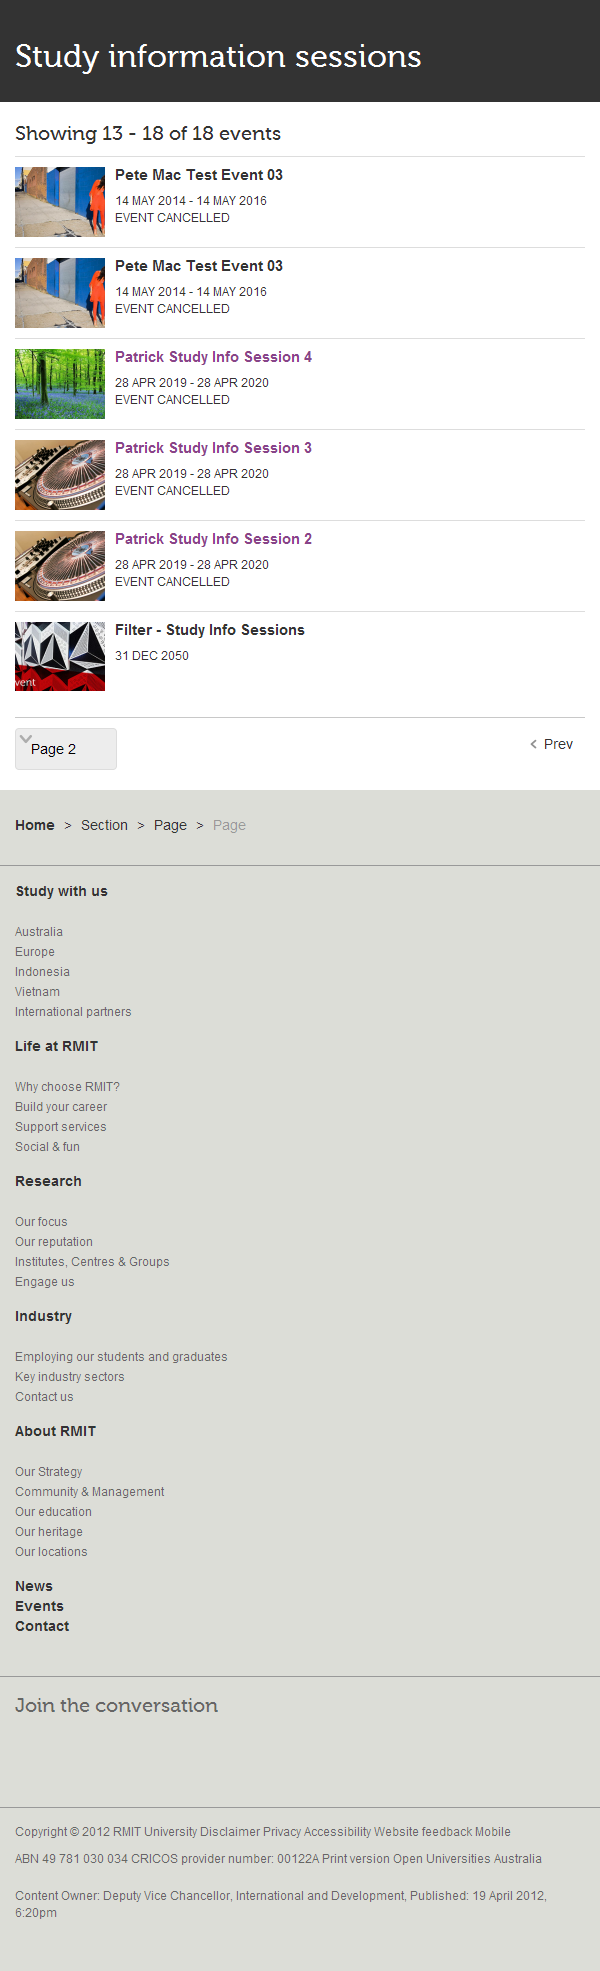 Study information sessions
Showing 13 - 18 of 18 events
Pete Mac Test Event 03
14 MAY 2014 - 14 MAY 2016
EVENT CANCELLED
Pete Mac Test Event 03
14 MAY 2014 - 14 MAY 2016
EVENT CANCELLED
Patrick Study Info Session 4
28 APR 2019 - 28 APR 2020
EVENT CANCELLED
Patrick Study Info Session 3
28 APR 2019 - 28 APR 2020
EVENT CANCELLED
Patrick Study Info Session 2
28 APR 2019 - 28 APR 2020
EVENT CANCELLED
Filter - Study Info Sessions
31 DEC 2050
vent
Page 2
< Prev
Home > Section > Page > Page
Study with us
Australia
Europe
Indonesia
Vietnam
International partners
Life at RMIT
Why choose RMIT?
Build your career
Support services
Social & fun
Research
Our focus
Our reputation
Institutes, Centres & Groups
Engage us
Industry
Employing our students and graduates
Key industry sectors
Contact us
About RMIT
Our Strategy
Community & Management
Our education
Our heritage
Our locations
News
Events
Contact
Join the conversation
Copyright © 2012 RMIT University Disclaimer Privacy Accessibility Website feedback Mobile
ABN 49 781 030 034 CRICOS provider number: 00122A Print version Open Universities Australia
Content Owner: Deputy Vice Chancellor, International and Development, Published: 19 April 2012,
6:20pm